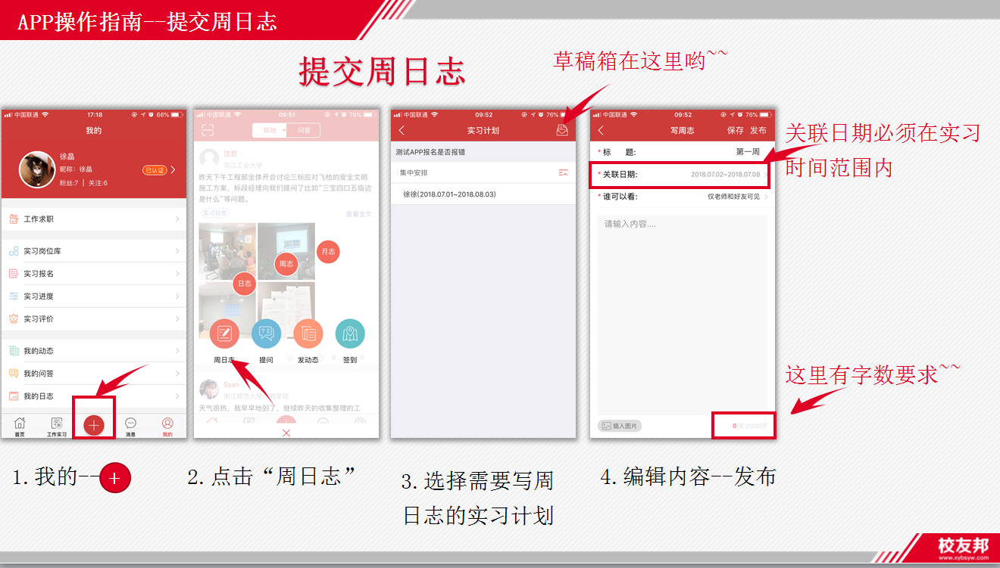 APP操作指南--提交周日志
提交周日志
草稿箱在这里哟~~
中国联通
17:18
66%
我的
徐晶
昵称: 徐晶
粉丝:7 | 关注:6
已认证
工作求职
实习岗位库
实习报名
实习进度
实习评价
我的动态
我的问答
我的日志
首页
工作实习
消息
我的
中国联通
09:51
76%
邦地
问答
沈哲
浙江工业大学
昨天下午工程部全体开会讨论三标应对飞检的安全文明
施工方案，标段经理向我们提问了比如“三宝四口五临边
是什么”等问题。
实习日志
查看全文
月志
周志
日志
周日志
提问
发动态
签到
0
0
Syan
天气很热，我早早地到了，继续昨天的收集整理的工
中国联通
09:52
76%
实习计划
测试APP报名是否报错
集中安排
徐徐(2018.07.01~2018.08.03)
中国联通
09:52
76%
写周志
保存 发布
* 标 题:
第一周
* 关联日期:
2018.07.02~2018.07.08
* 谁可以看:
仅老师和好友可见
请输入内容....
插入图片
0/至少200字
关联日期必须在实习
时间范围内
这里有字数要求~~
1.我的--
2.点击“周日志”
3.选择需要写周
日志的实习计划
4.编辑内容--发布
校友邦
www.xybsyw.com